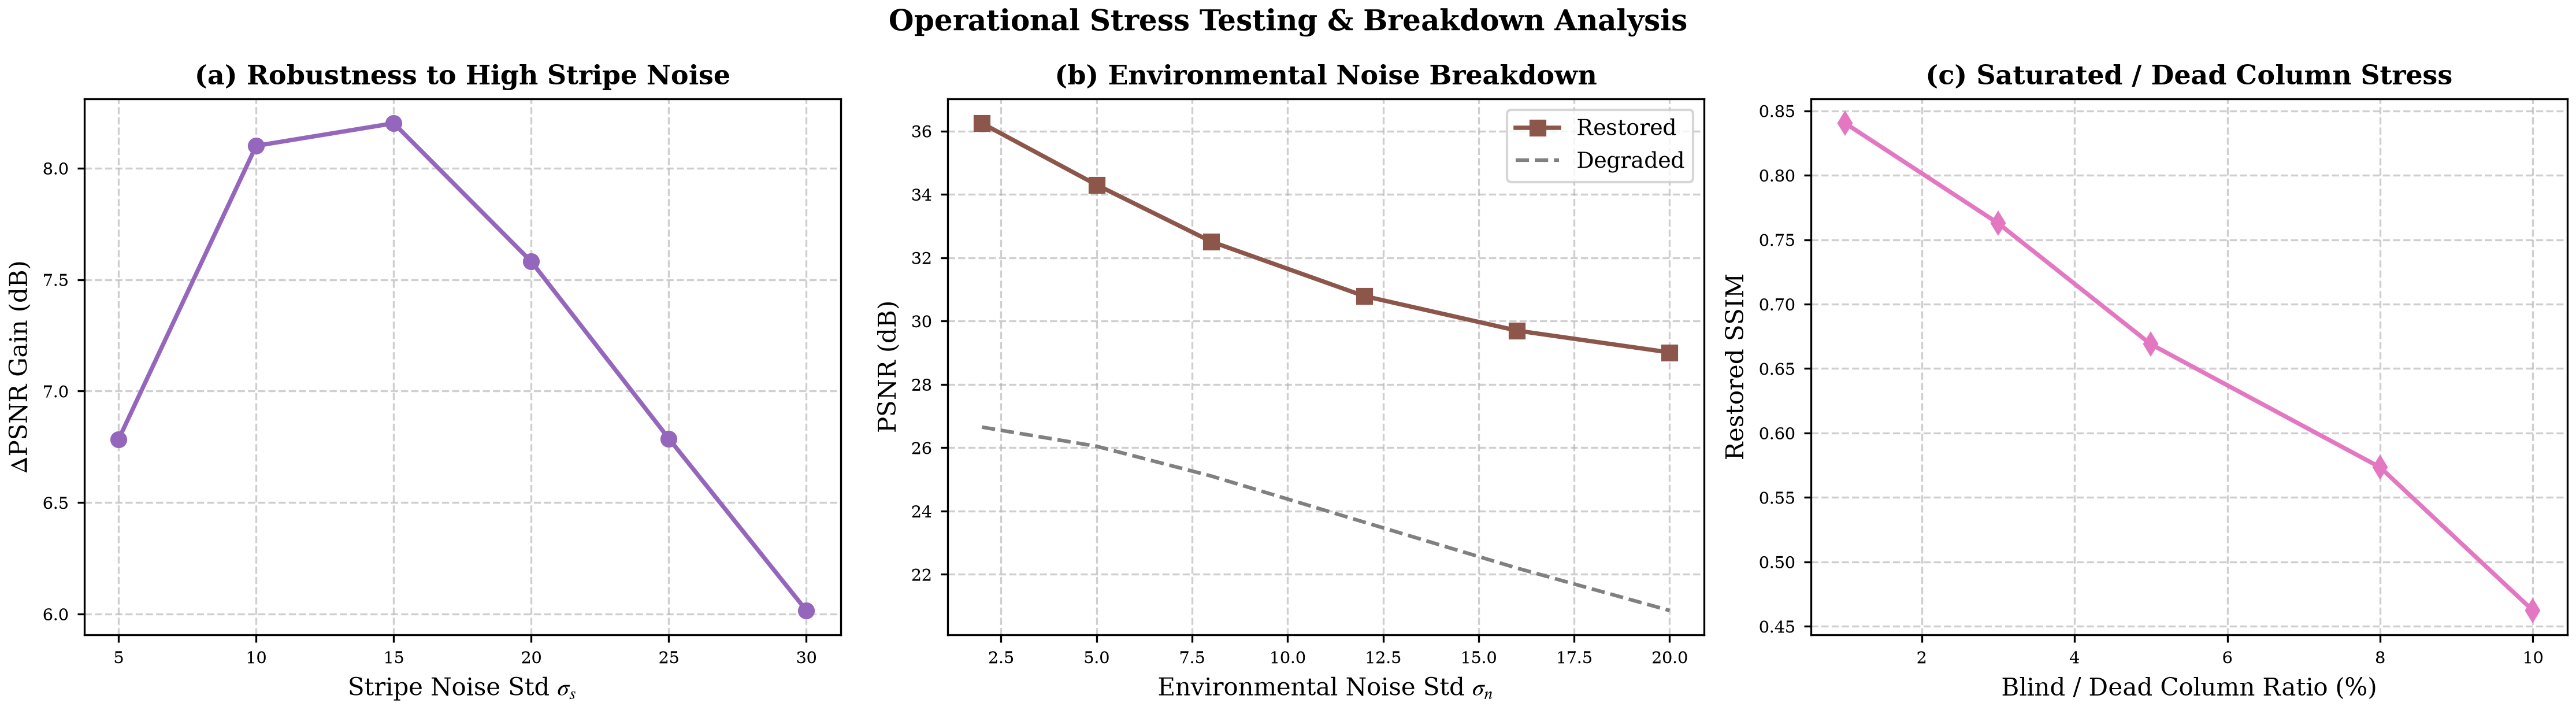 Operational Stress Testing & Breakdown Analysis
(a) Robustness to High Stripe Noise
ΔPSNR Gain (dB)
8.0
7.5
7.0
6.5
6.0
5 10 15 20 25 30
Stripe Noise Std σₛ
(b) Environmental Noise Breakdown
Restored
Degraded
PSNR (dB)
36
34
32
30
28
26
24
22
2.5 5.0 7.5 10.0 12.5 15.0 17.5 20.0
Environmental Noise Std σₙ
(c) Saturated / Dead Column Stress
Restored SSIM
0.85
0.80
0.75
0.70
0.65
0.60
0.55
0.50
0.45
2 4 6 8 10
Blind / Dead Column Ratio (%)